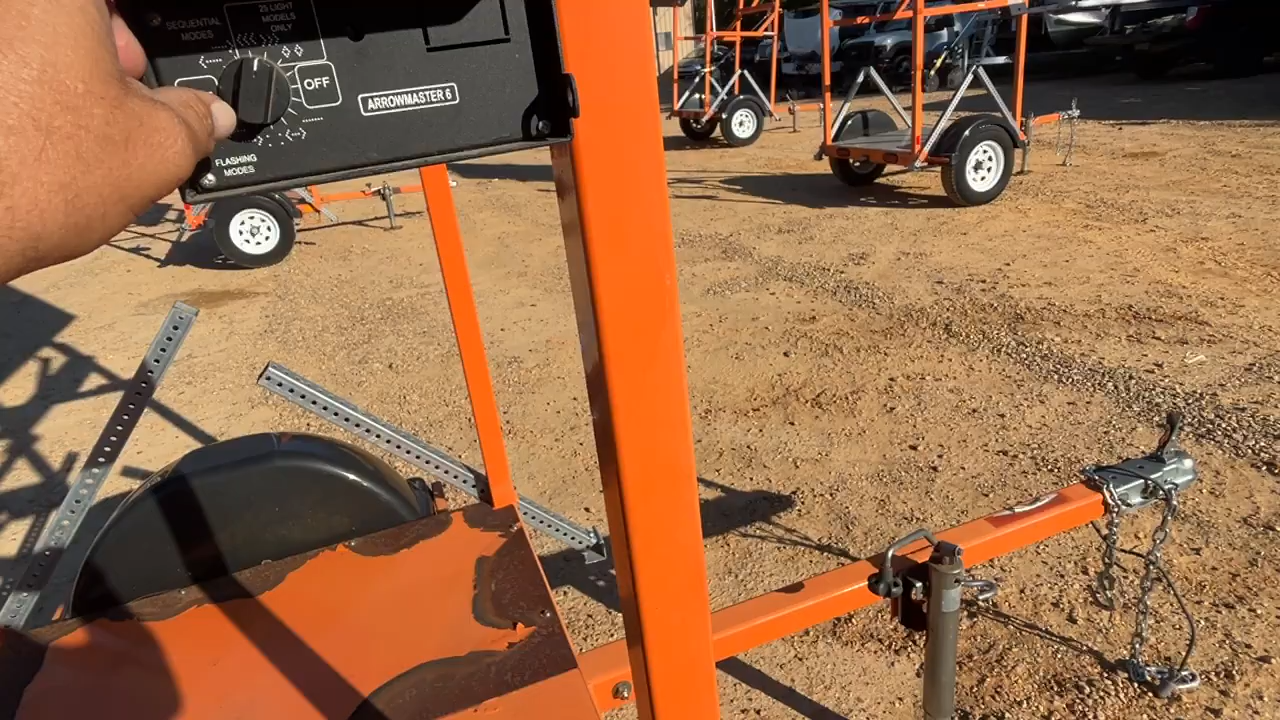 SEQUENTIAL
MODES
25 LIGHT
MODELS
ONLY
OFF
ARROWMASTER 6
FLASHING
MODES